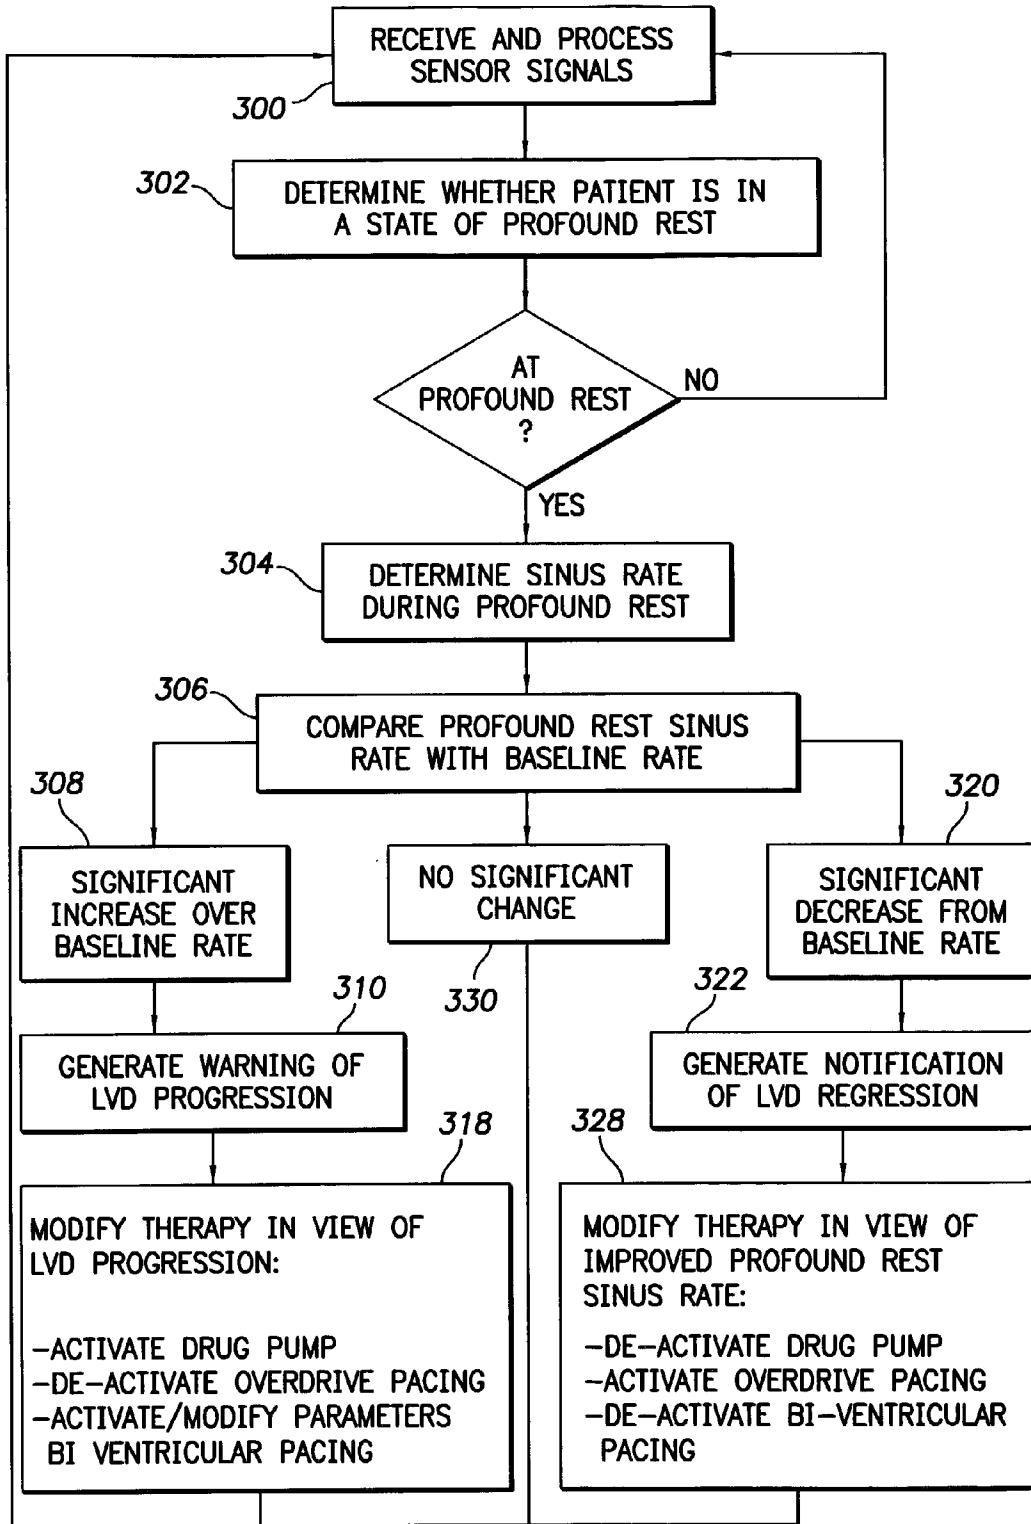 RECEIVE AND PROCESS
SENSOR SIGNALS
300
302
DETERMINE WHETHER PATIENT IS IN
A STATE OF PROFOUND REST
AT
PROFOUND REST
?
NO
YES
304
DETERMINE SINUS RATE
DURING PROFOUND REST
306
COMPARE PROFOUND REST SINUS
RATE WITH BASELINE RATE
308
SIGNIFICANT
INCREASE OVER
BASELINE RATE
NO SIGNIFICANT
CHANGE
330
320
SIGNIFICANT
DECREASE FROM
BASELINE RATE
310
GENERATE WARNING OF
LVD PROGRESSION
322
GENERATE NOTIFICATION
OF LVD REGRESSION
318
MODIFY THERAPY IN VIEW OF
LVD PROGRESSION:
-ACTIVATE DRUG PUMP
-DE-ACTIVATE OVERDRIVE PACING
-ACTIVATE/MODIFY PARAMETERS
BI VENTRICULAR PACING
328
MODIFY THERAPY IN VIEW OF
IMPROVED PROFOUND REST
SINUS RATE:
-DE-ACTIVATE DRUG PUMP
-ACTIVATE OVERDRIVE PACING
-DE-ACTIVATE BI-VENTRICULAR
PACING